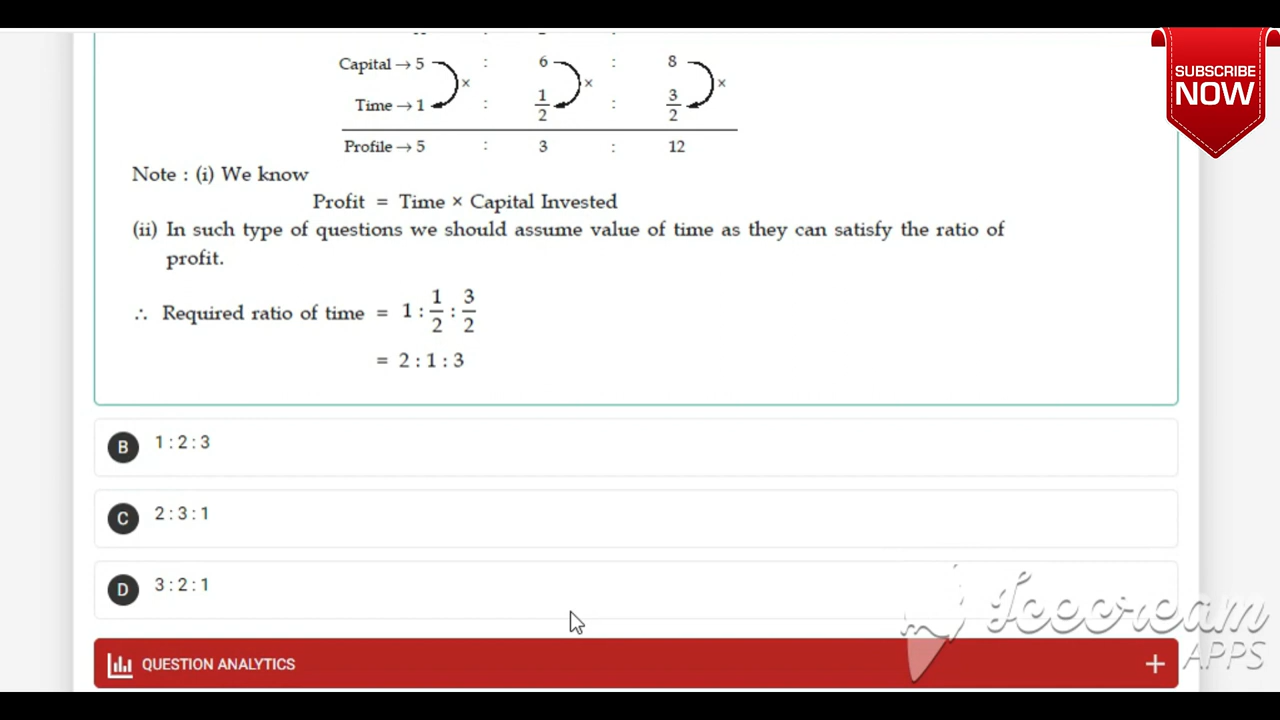 Capital → 5 : 6 : 8
× × ×
Time → 1 : 1/2 : 3/2
Profile → 5 : 3 : 12
Note : (i) We know
Profit = Time × Capital Invested
(ii) In such type of questions we should assume value of time as they can satisfy the ratio of
profit.
∴ Required ratio of time = 1 : 1/2 : 3/2
= 2 : 1 : 3
B 1 : 2 : 3
C 2 : 3 : 1
D 3 : 2 : 1
QUESTION ANALYTICS +
SUBSCRIBE
NOW
Icecream
APPS